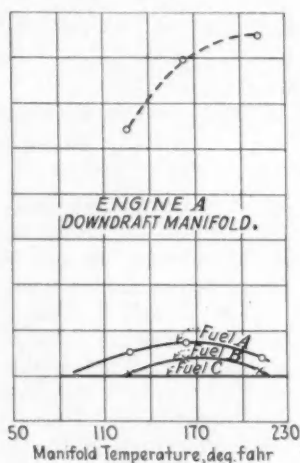 ENGINE A
DOWNDRAFT MANIFOLD.
Fuel A
Fuel B
Fuel C
50 110 170 230
Manifold Temperature, deg. fahr